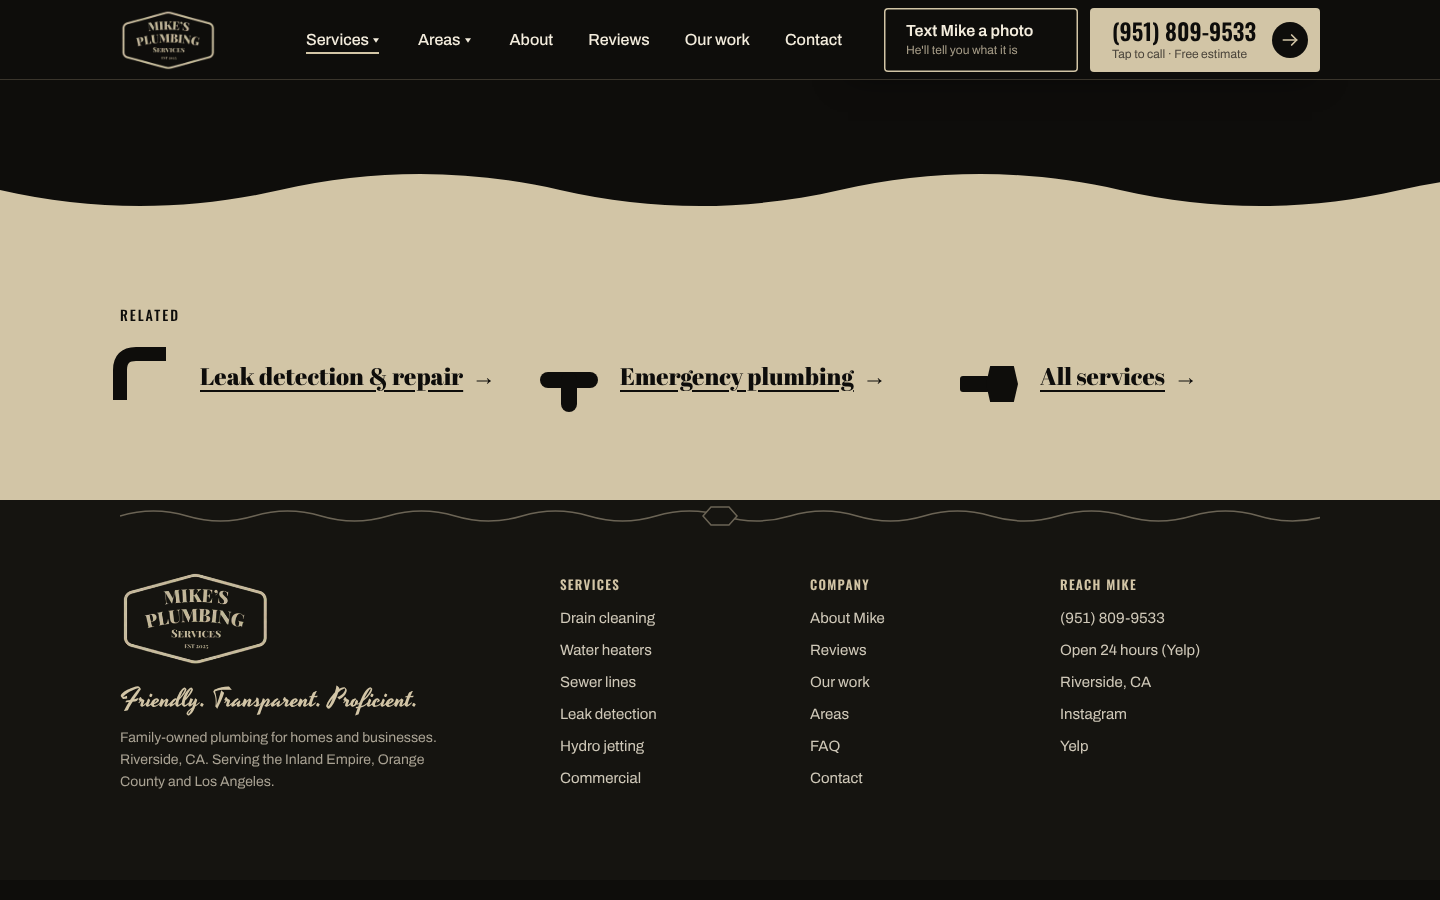 MIKE'S
PLUMBING
SERVICES
EST 2025
Services ▾
Areas ▾
About
Reviews
Our work
Contact
Text Mike a photo
He'll tell you what it is
(951) 809-9533
Tap to call · Free estimate
RELATED
Leak detection & repair →
Emergency plumbing →
All services →
MIKE'S
PLUMBING
SERVICES
EST 2025
Friendly. Transparent. Proficient.
Family-owned plumbing for homes and businesses.
Riverside, CA. Serving the Inland Empire, Orange
County and Los Angeles.
SERVICES
Drain cleaning
Water heaters
Sewer lines
Leak detection
Hydro jetting
Commercial
COMPANY
About Mike
Reviews
Our work
Areas
FAQ
Contact
REACH MIKE
(951) 809-9533
Open 24 hours (Yelp)
Riverside, CA
Instagram
Yelp